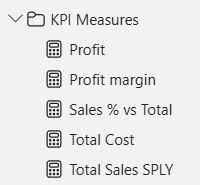 KPI Measures
Profit
Profit margin
Sales % vs Total
Total Cost
Total Sales SPLY